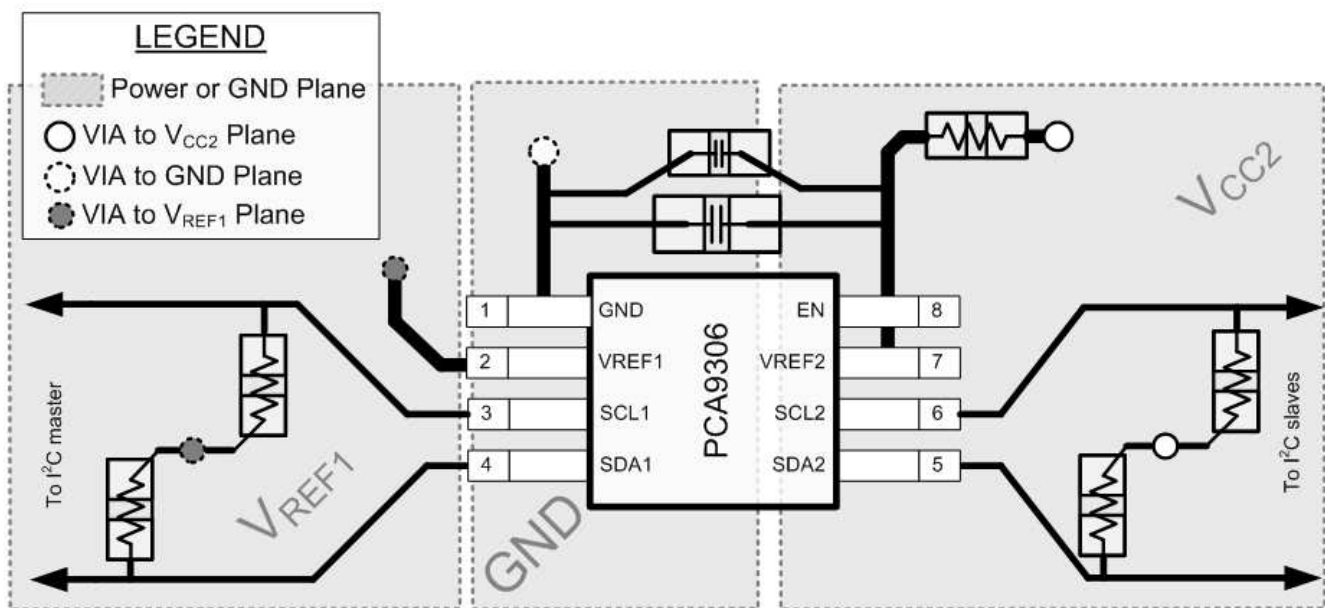 LEGEND
Power or GND Plane
VIA to VCC2 Plane
VIA to GND Plane
VIA to VREF1 Plane
VCC2
1 GND EN 8
2 VREF1 VREF2 7
3 SCL1 SCL2 6
4 SDA1 SDA2 5
PCA9306
To I²C master
To I²C slaves
VREF1
GND